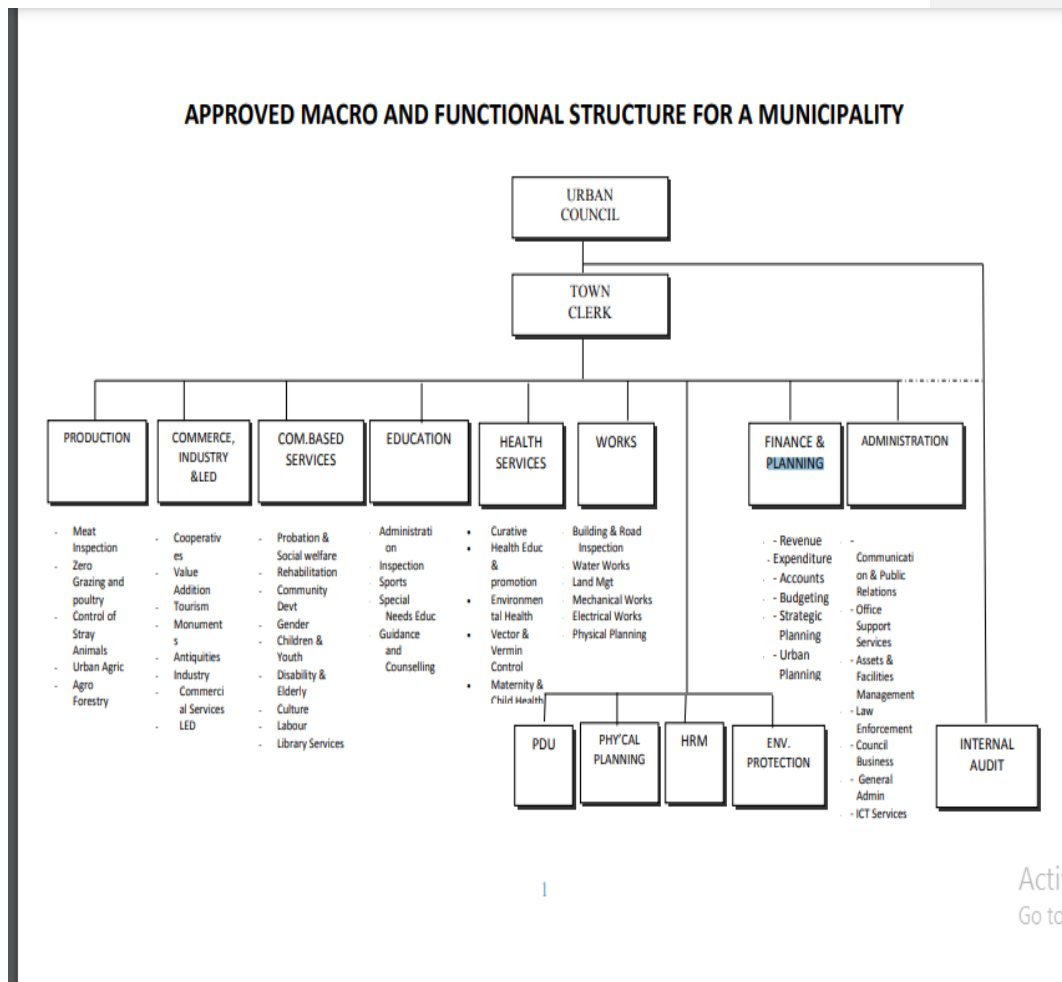 APPROVED MACRO AND FUNCTIONAL STRUCTURE FOR A MUNICIPALITY
URBAN
COUNCIL
TOWN
CLERK
PRODUCTION
COMMERCE,
INDUSTRY
&LED
COM.BASED
SERVICES
EDUCATION
HEALTH
SERVICES
WORKS
FINANCE &
PLANNING
ADMINISTRATION
- Meat
Inspection
- Zero
Grazing and
poultry
- Control of
Stray
Animals
- Urban Agric
- Agro
Forestry
- Cooperativ
es
- Value
Addition
- Tourism
- Monument
s
- Antiquities
- Industry
- Commerci
al Services
- LED
- Probation &
Social welfare
- Rehabilitation
- Community
Devt
- Gender
- Children &
Youth
- Disability &
Elderly
- Culture
- Labour
- Library Services
Administrati
on
Inspection
Sports
Special
Needs Educ
Guidance
and
Counselling
• Curative
• Health Educ
&
promotion
• Environmen
tal Health
• Vector &
Vermin
Control
• Maternity &
Child Health
Building & Road
Inspection
Water Works
Land Mgt
Mechanical Works
Electrical Works
Physical Planning
- Revenue
- Expenditure
- Accounts
- Budgeting
- Strategic
Planning
- Urban
Planning
-
Communicati
on & Public
Relations
- Office
Support
Services
- Assets &
Facilities
Management
- Law
Enforcement
- Council
Business
- General
Admin
- ICT Services
PDU
PHY'CAL
PLANNING
HRM
ENV.
PROTECTION
INTERNAL
AUDIT
1
Acti
Go to